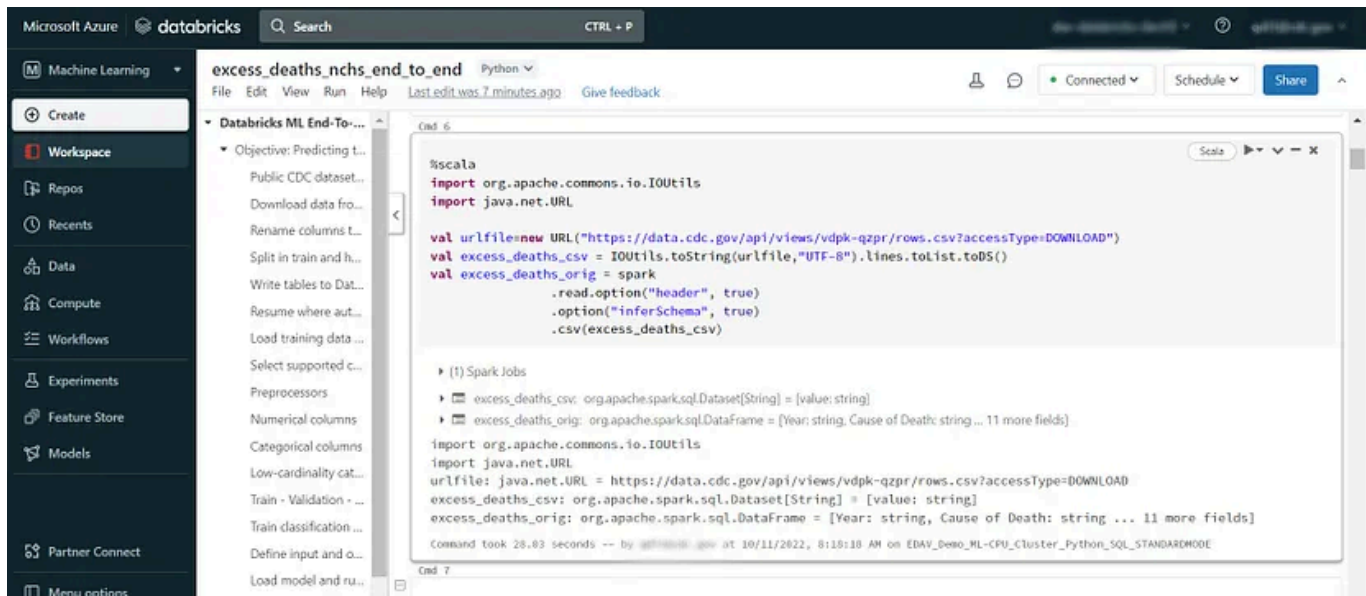 Microsoft Azure databricks Search CTRL + P
M Machine Learning
Create
Workspace
Repos
Recents
Data
Compute
Workflows
Experiments
Feature Store
Models
Partner Connect
Menu options
excess_deaths_nchs_end_to_end Python
File Edit View Run Help Last edit was 7 minutes ago Give feedback
Connected Schedule Share
Databricks ML End-To-...
Objective: Predicting t...
Public CDC dataset...
Download data fro...
Rename columns t...
Split in train and h...
Write tables to Dat...
Resume where aut...
Load training data ...
Select supported c...
Preprocessors
Numerical columns
Categorical columns
Low-cardinality cat...
Train - Validation - ...
Train classification ...
Define input and o...
Load model and ru...
Cmd 6
Scala
%scala
import org.apache.commons.io.IOUtils
import java.net.URL
val urlfile=new URL("https://data.cdc.gov/api/views/vdpk-qzpr/rows.csv?accessType=DOWNLOAD")
val excess_deaths_csv = IOUtils.toString(urlfile,"UTF-8").lines.toList.toDS()
val excess_deaths_orig = spark
.read.option("header", true)
.option("inferSchema", true)
.csv(excess_deaths_csv)
(1) Spark Jobs
excess_deaths_csv: org.apache.spark.sql.Dataset[String] = [value: string]
excess_deaths_orig: org.apache.spark.sql.DataFrame = [Year: string, Cause of Death: string ... 11 more fields]
import org.apache.commons.io.IOUtils
import java.net.URL
urlfile: java.net.URL = https://data.cdc.gov/api/views/vdpk-qzpr/rows.csv?accessType=DOWNLOAD
excess_deaths_csv: org.apache.spark.sql.Dataset[String] = [value: string]
excess_deaths_orig: org.apache.spark.sql.DataFrame = [Year: string, Cause of Death: string ... 11 more fields]
Command took 28.03 seconds -- by at 10/11/2022, 8:18:18 AM on EDAV_Demo_ML-CPU_Cluster_Python_SQL_STANDARDMODE
Cmd 7